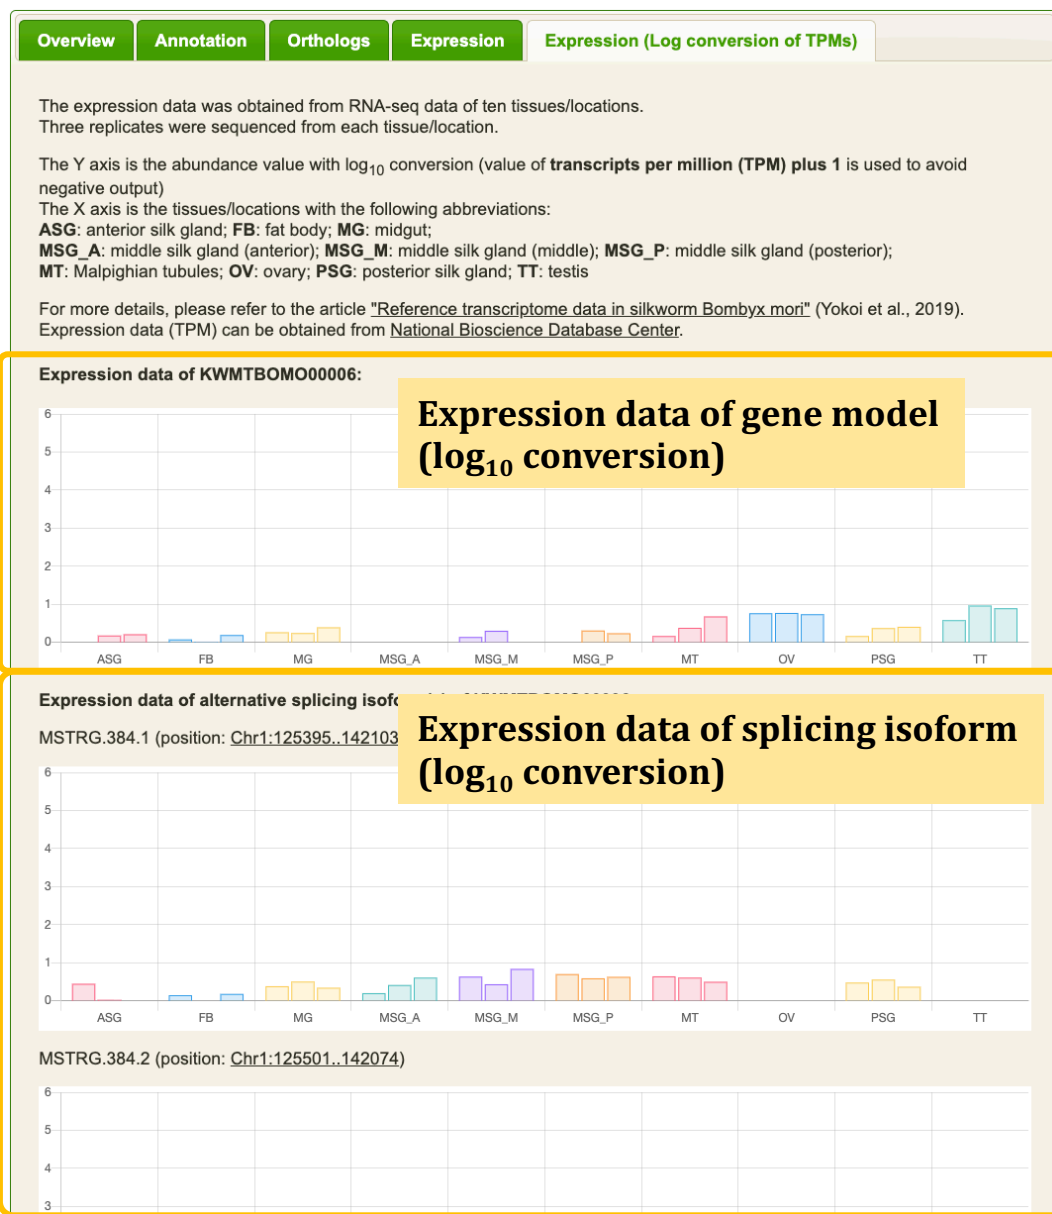 Overview Annotation Orthologs Expression Expression (Log conversion of TPMs)
The expression data was obtained from RNA-seq data of ten tissues/locations.
Three replicates were sequenced from each tissue/location.
The Y axis is the abundance value with log10 conversion (value of transcripts per million (TPM) plus 1 is used to avoid
negative output)
The X axis is the tissues/locations with the following abbreviations:
ASG: anterior silk gland; FB: fat body; MG: midgut;
MSG_A: middle silk gland (anterior); MSG_M: middle silk gland (middle); MSG_P: middle silk gland (posterior);
MT: Malpighian tubules; OV: ovary; PSG: posterior silk gland; TT: testis
For more details, please refer to the article "Reference transcriptome data in silkworm Bombyx mori" (Yokoi et al., 2019).
Expression data (TPM) can be obtained from National Bioscience Database Center.
Expression data of KWMTBOMO00006:
Expression data of gene model
(log10 conversion)
6
5
4
3
2
1
0
ASG FB MG MSG_A MSG_M MSG_P MT OV PSG TT
Expression data of alternative splicing
Expression data of splicing isoform
(log10 conversion)
MSTRG.384.1 (position: Chr1:125395..142103
6
5
4
3
2
1
0
ASG FB MG MSG_A MSG_M MSG_P MT OV PSG TT
MSTRG.384.2 (position: Chr1:125501..142074)
6
5
4
3